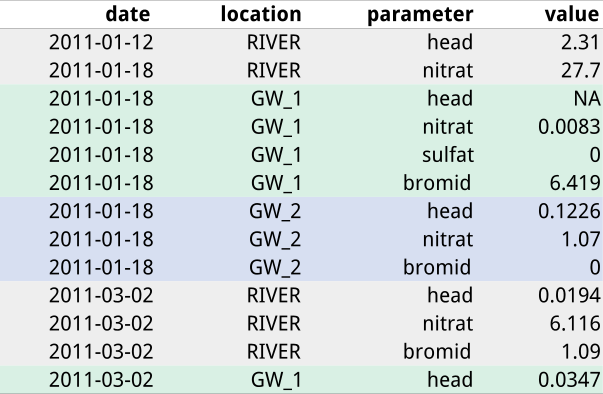 date location parameter value
2011-01-12 RIVER head 2.31
2011-01-18 RIVER nitrat 27.7
2011-01-18 GW_1 head NA
2011-01-18 GW_1 nitrat 0.0083
2011-01-18 GW_1 sulfat 0
2011-01-18 GW_1 bromid 6.419
2011-01-18 GW_2 head 0.1226
2011-01-18 GW_2 nitrat 1.07
2011-01-18 GW_2 bromid 0
2011-03-02 RIVER head 0.0194
2011-03-02 RIVER nitrat 6.116
2011-03-02 RIVER bromid 1.09
2011-03-02 GW_1 head 0.0347